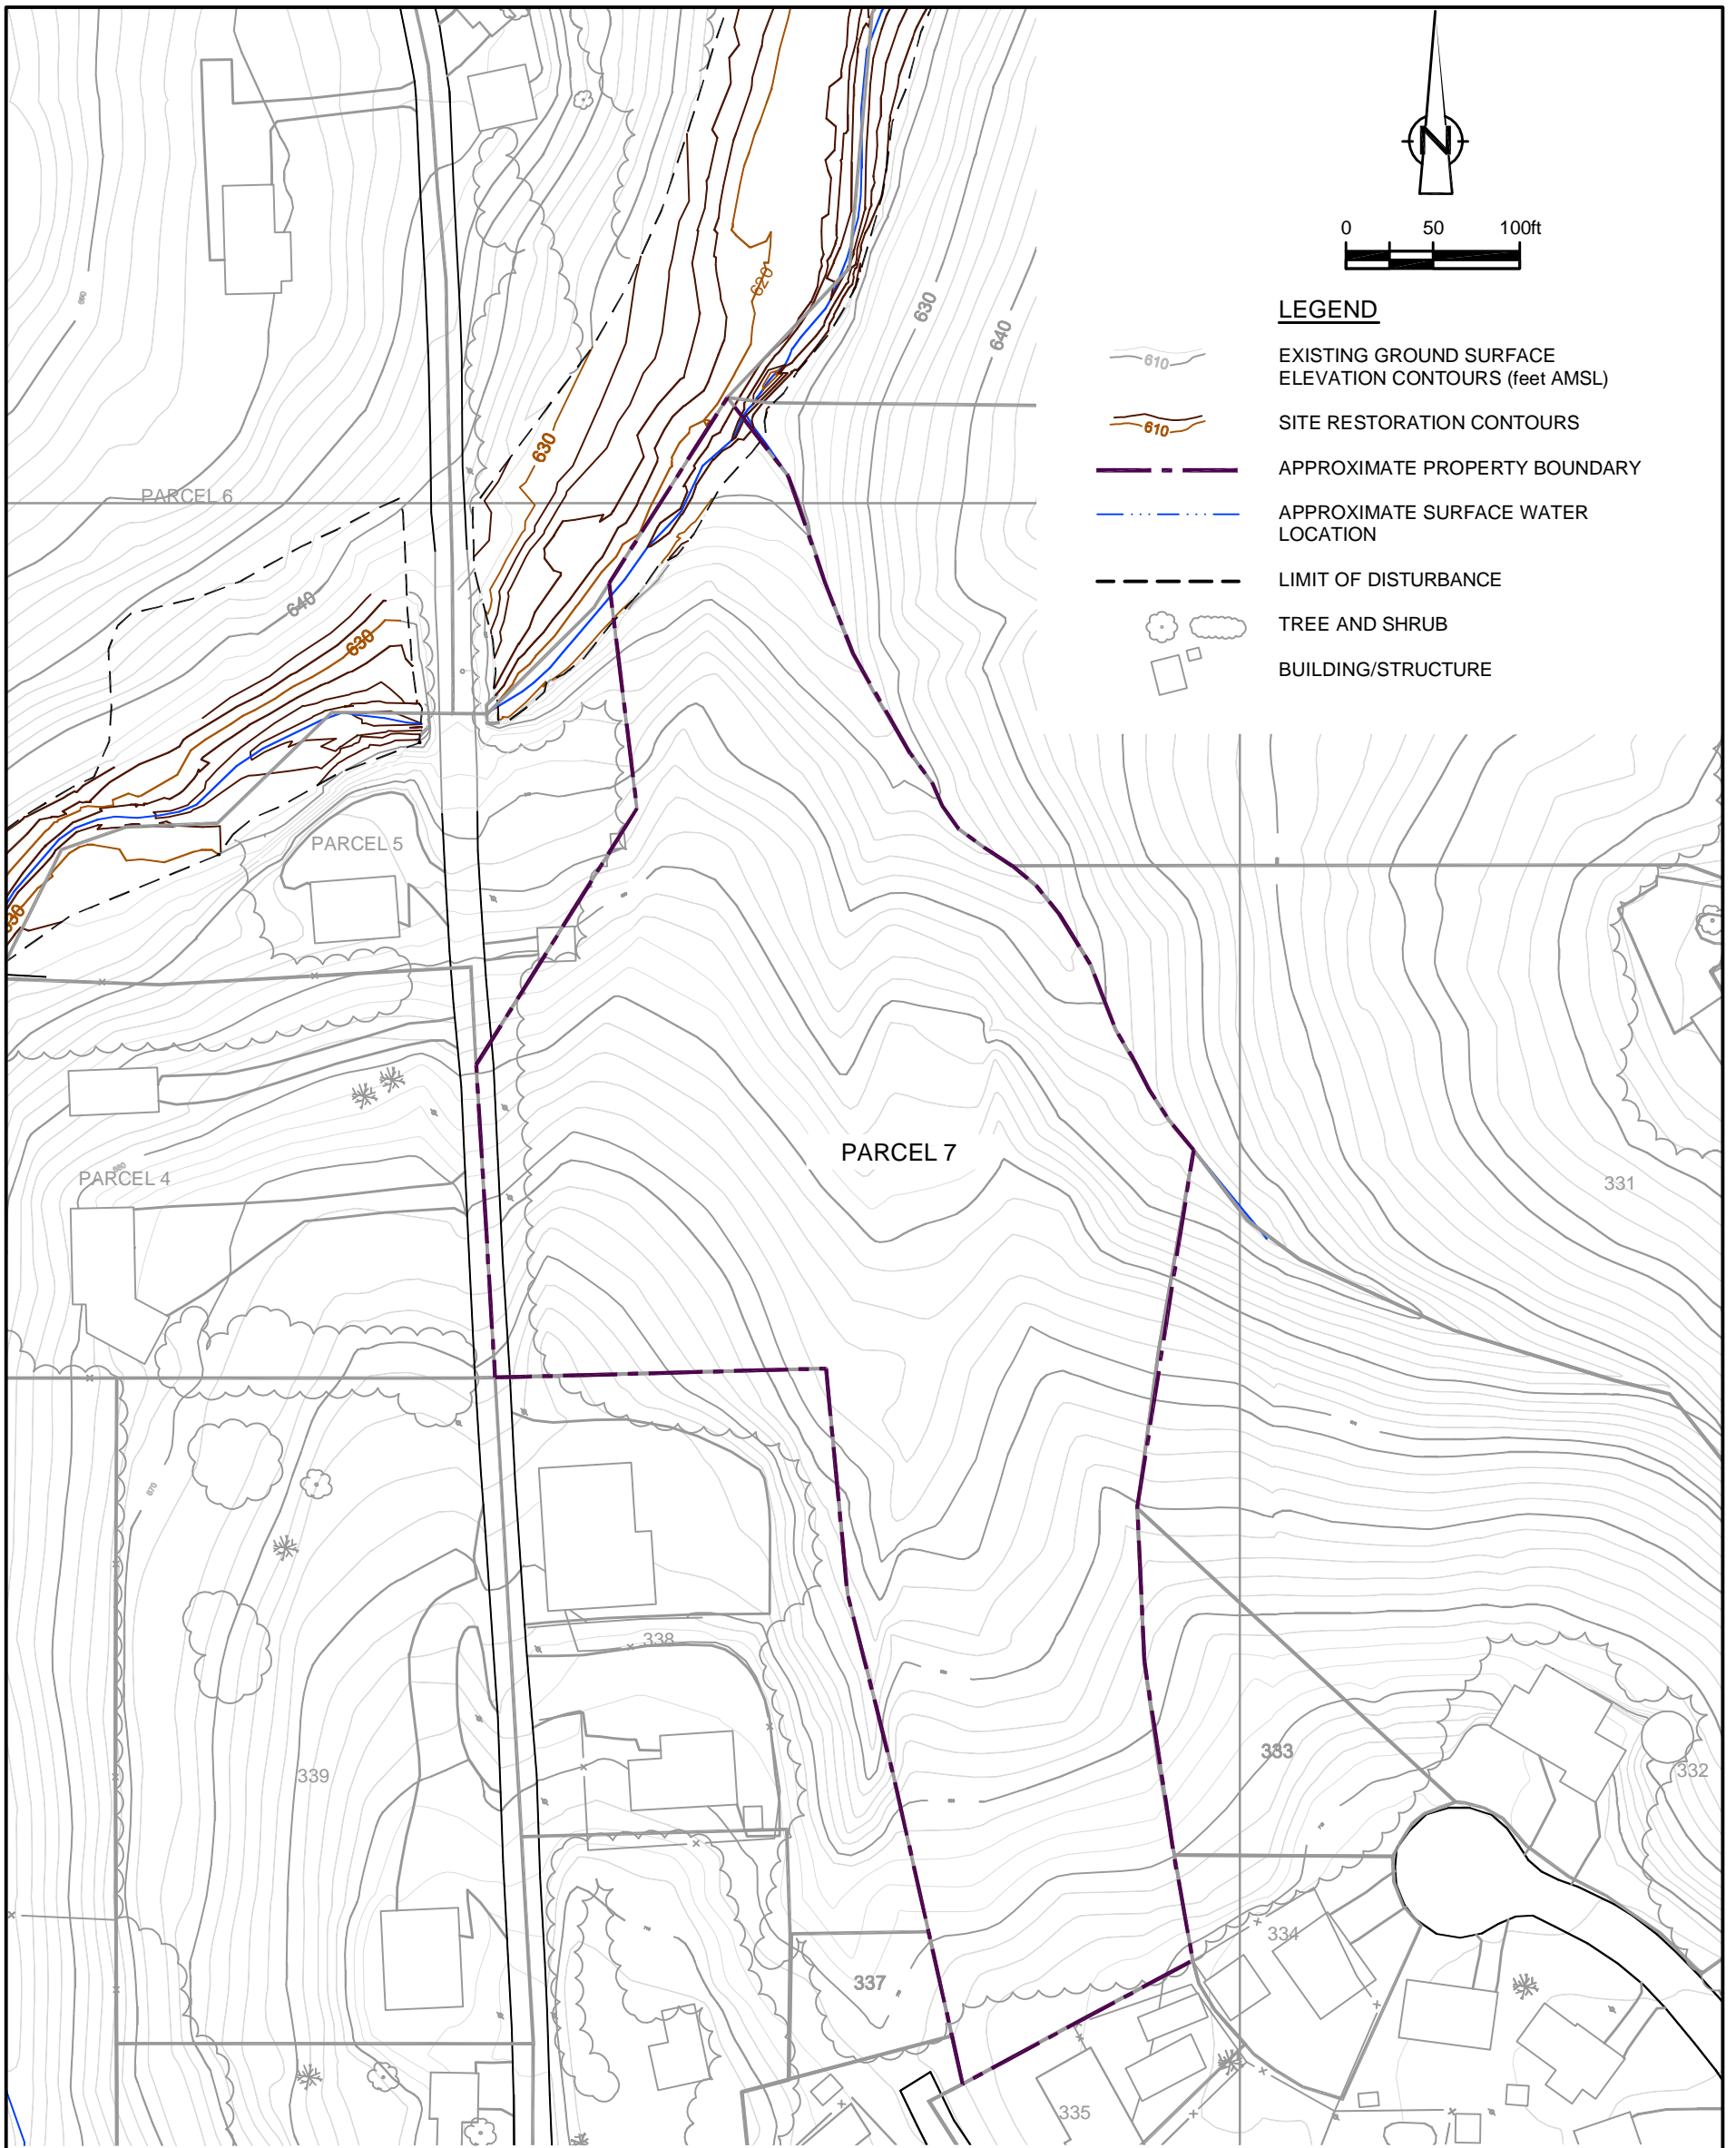 N
0 50 100ft
LEGEND
610
EXISTING GROUND SURFACE
ELEVATION CONTOURS (feet AMSL)
610
SITE RESTORATION CONTOURS
APPROXIMATE PROPERTY BOUNDARY
APPROXIMATE SURFACE WATER
LOCATION
LIMIT OF DISTURBANCE
TREE AND SHRUB
BUILDING/STRUCTURE
620
630
640
630
PARCEL 6
640
630
PARCEL 5
630
PARCEL 7
PARCEL 4
331
338
339
333
332
334
337
335